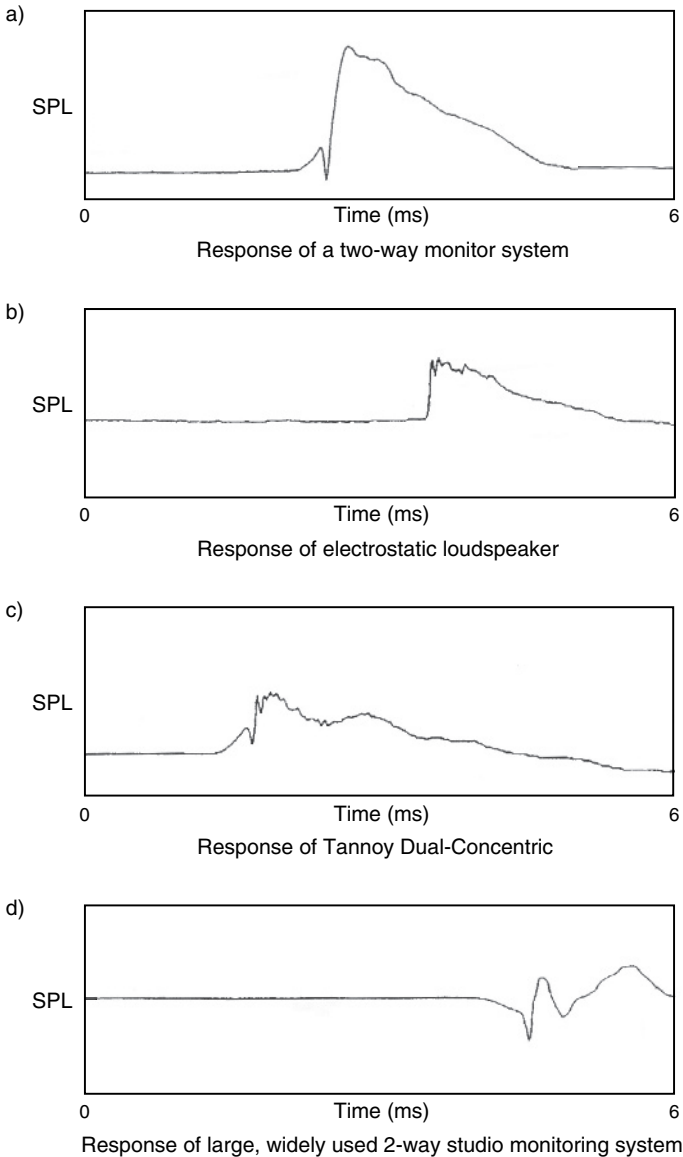 a)
SPL
0 Time (ms) 6
Response of a two-way monitor system
b)
SPL
0 Time (ms) 6
Response of electrostatic loudspeaker
c)
SPL
0 Time (ms) 6
Response of Tannoy Dual-Concentric
d)
SPL
0 Time (ms) 6
Response of large, widely used 2-way studio monitoring system